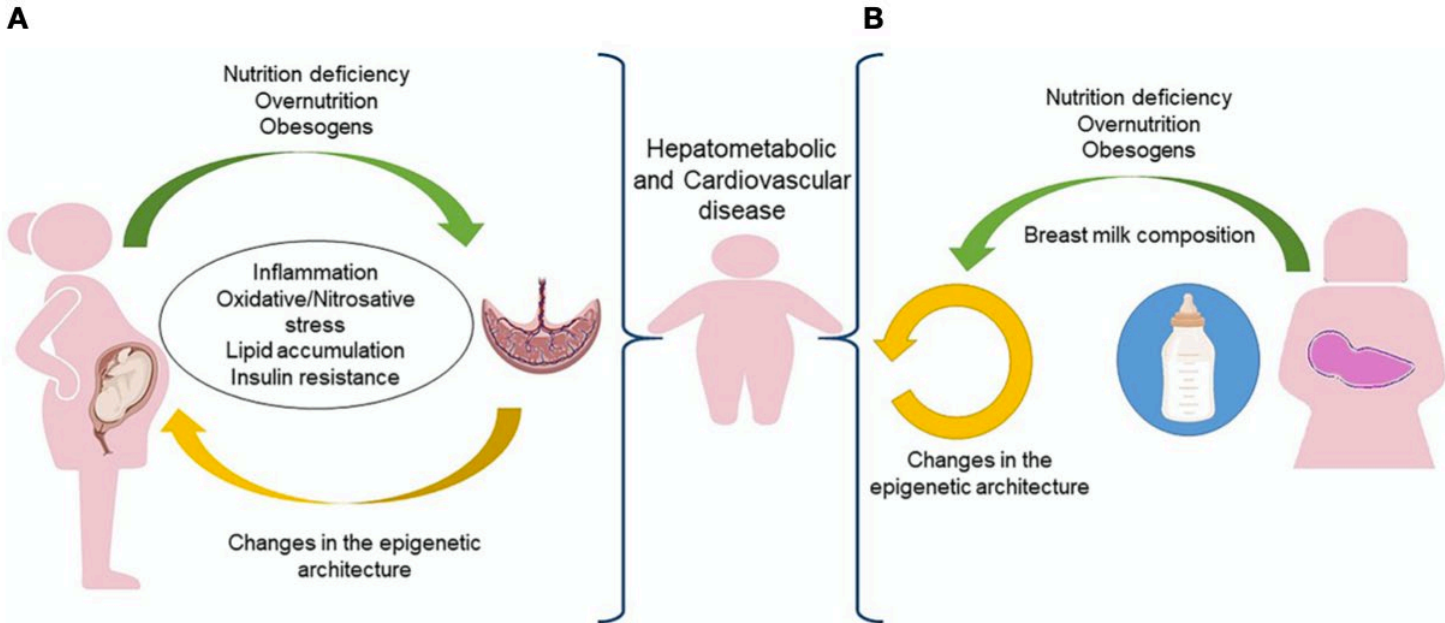 A
Nutrition deficiency
Overnutrition
Obesogens
Inflammation
Oxidative/Nitrosative
stress
Lipid accumulation
Insulin resistance
Changes in the epigenetic
architecture
Hepatometabolic
and Cardiovascular
disease
B
Nutrition deficiency
Overnutrition
Obesogens
Breast milk composition
Changes in the
epigenetic architecture